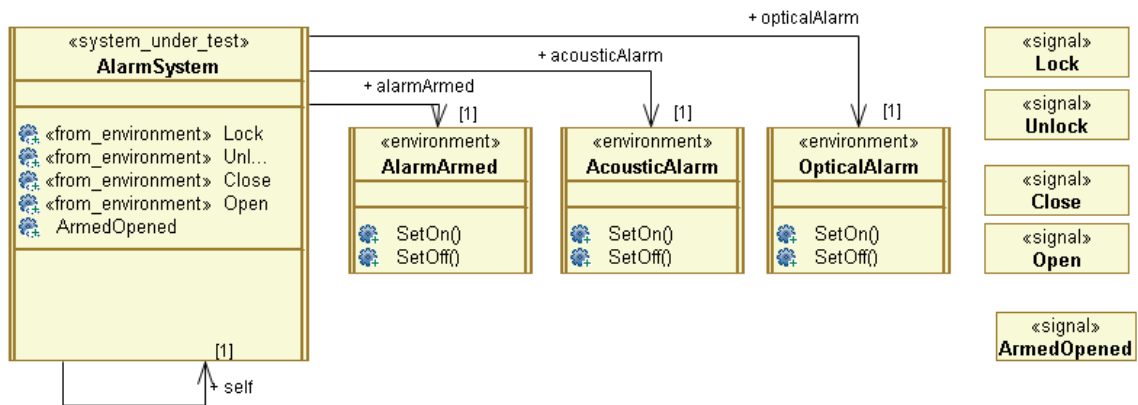 «system_under_test»
AlarmSystem
«from_environment» Lock
«from_environment» Unl...
«from_environment» Close
«from_environment» Open
ArmedOpened
[1]
+ self
+ opticalAlarm
+ acousticAlarm
+ alarmArmed
[1]
[1]
[1]
«environment»
AlarmArmed
SetOn()
SetOff()
«environment»
AcousticAlarm
SetOn()
SetOff()
«environment»
OpticalAlarm
SetOn()
SetOff()
«signal»
Lock
«signal»
Unlock
«signal»
Close
«signal»
Open
«signal»
ArmedOpened